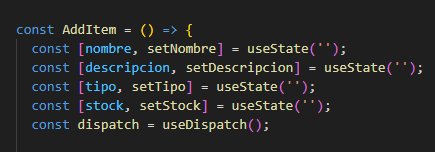 const AddItem = () => {
const [nombre, setNombre] = useState('');
const [descripcion, setDescripcion] = useState('');
const [tipo, setTipo] = useState('');
const [stock, setStock] = useState('');
const dispatch = useDispatch();